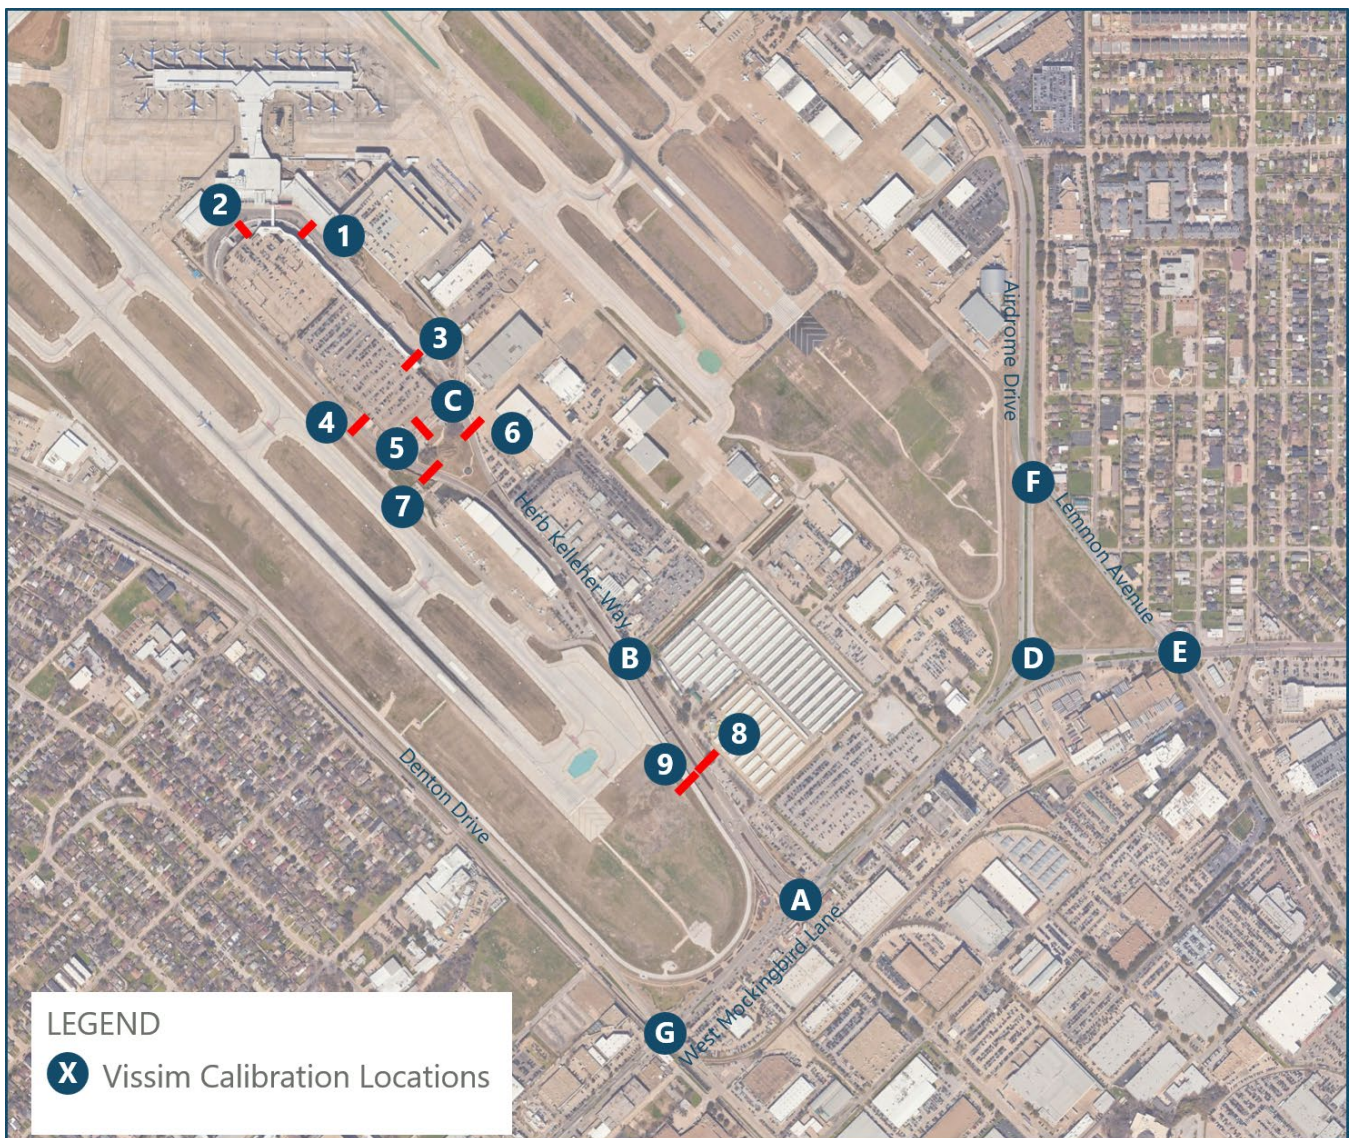 2
1
3
C
4
5
6
7
Airdrome Drive
F
Lemmon Avenue
Herb Kelleher Way
B
D
E
8
9
Denton Drive
A
West Mockingbird Lane
G
LEGEND
X Vissim Calibration Locations